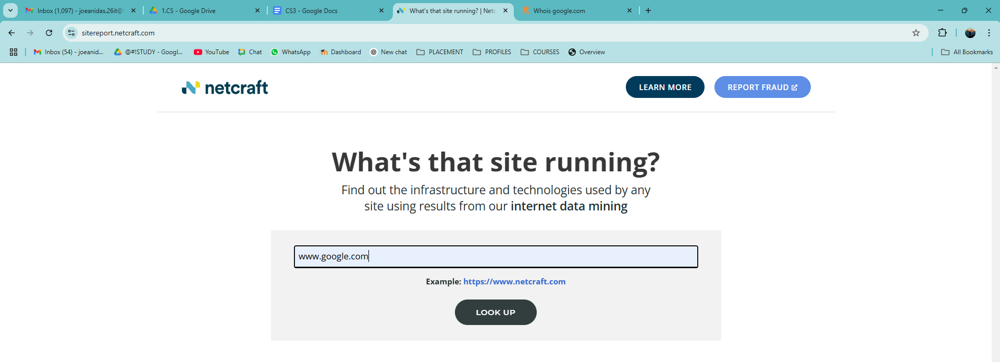 Inbox (1,097) - joeanidas.26it@
1.CS - Google Drive
CS3 - Google Docs
What's that site running? | Netc
Whois google.com
sitereport.netcraft.com
Inbox (54) - joeanid...
@#!STUDY - Googl...
YouTube
Chat
WhatsApp
Dashboard
New chat
PLACEMENT
PROFILES
COURSES
Overview
All Bookmarks
netcraft
LEARN MORE
REPORT FRAUD
What's that site running?
Find out the infrastructure and technologies used by any
site using results from our internet data mining
www.google.com
Example: https://www.netcraft.com
LOOK UP